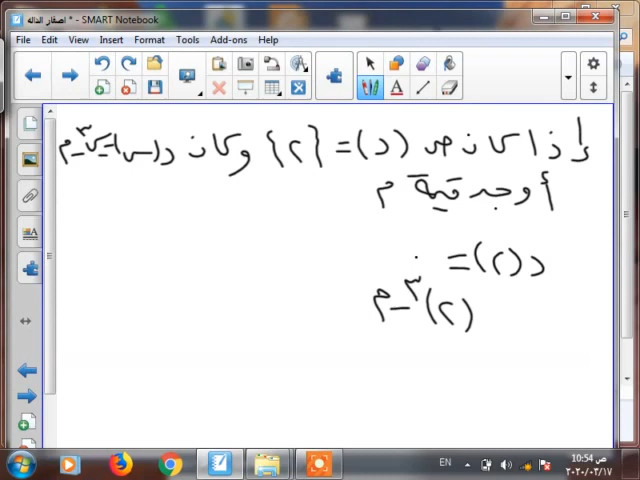 اصفار الداله * - SMART Notebook
File Edit View Insert Format Tools Add-ons Help
إذا كان ص (د) = {٢} وكان د(س) = س٣ - م
أوجد قيمة م
د(٢) = ٠
(٢)٣ - م
EN
10:54 ص
٢٠٢٠/٠٣/١٧